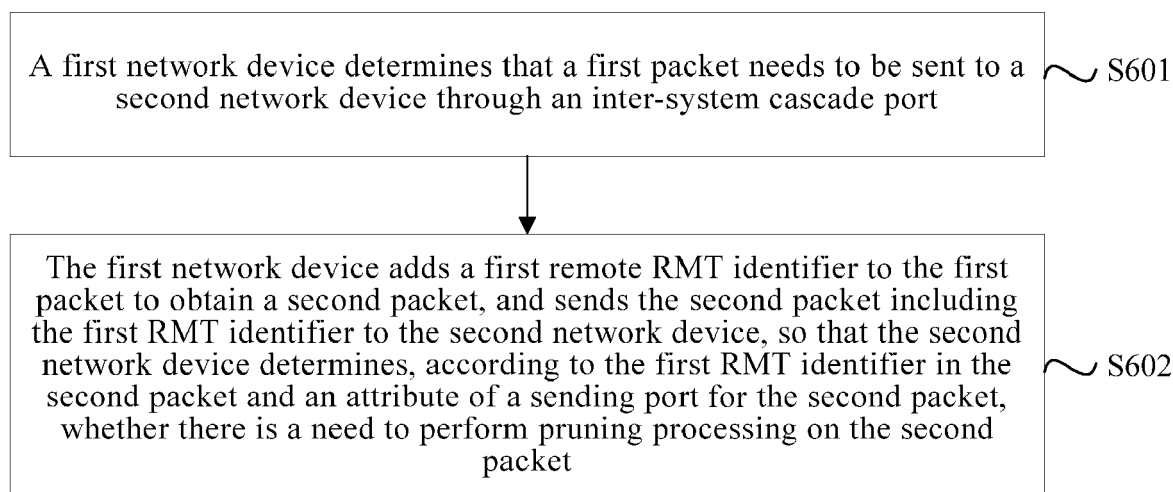 A first network device determines that a first packet needs to be sent to a
second network device through an inter-system cascade port
S601
The first network device adds a first remote RMT identifier to the first
packet to obtain a second packet, and sends the second packet including
the first RMT identifier to the second network device, so that the second
network device determines, according to the first RMT identifier in the
second packet and an attribute of a sending port for the second packet,
whether there is a need to perform pruning processing on the second
packet
S602